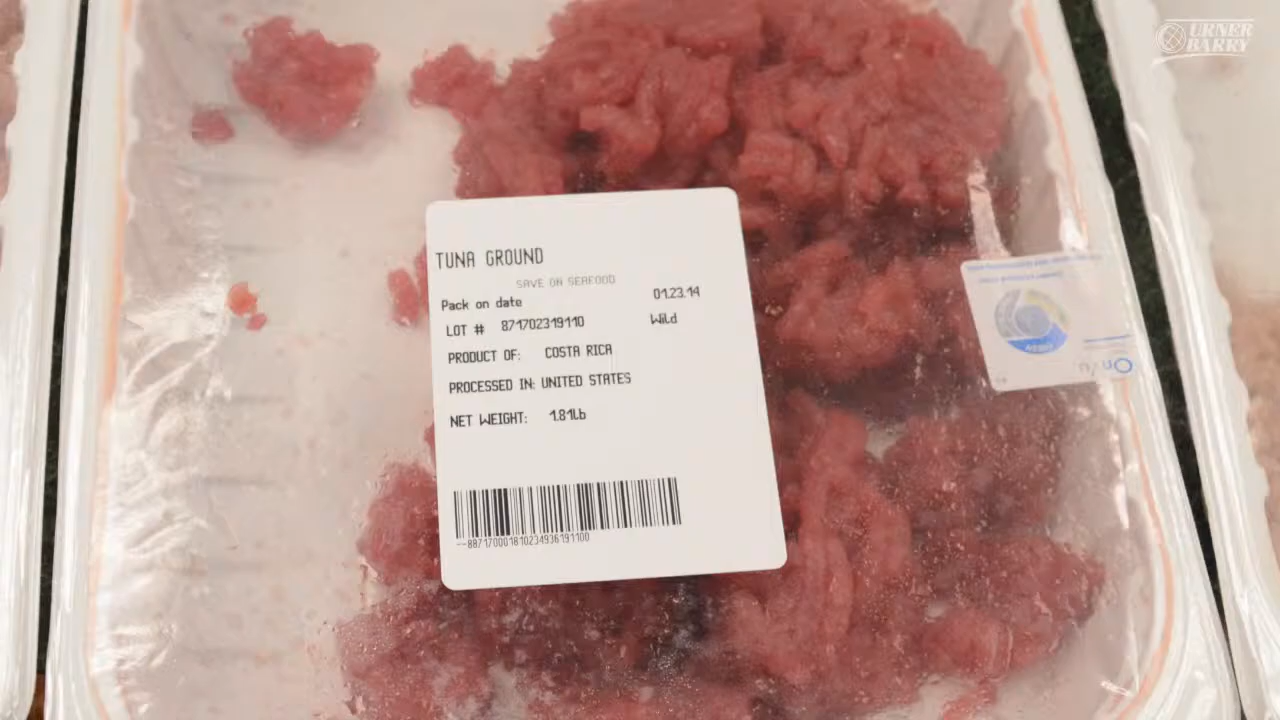 URNER
BARRY
TUNA GROUND
SAVE ON SEAFOOD
Pack on date 01.23.14
LOT # 871702319110 Wild
PRODUCT OF: COSTA RICA
PROCESSED IN: UNITED STATES
NET WEIGHT: 1.81lb
--887170001810234936191100